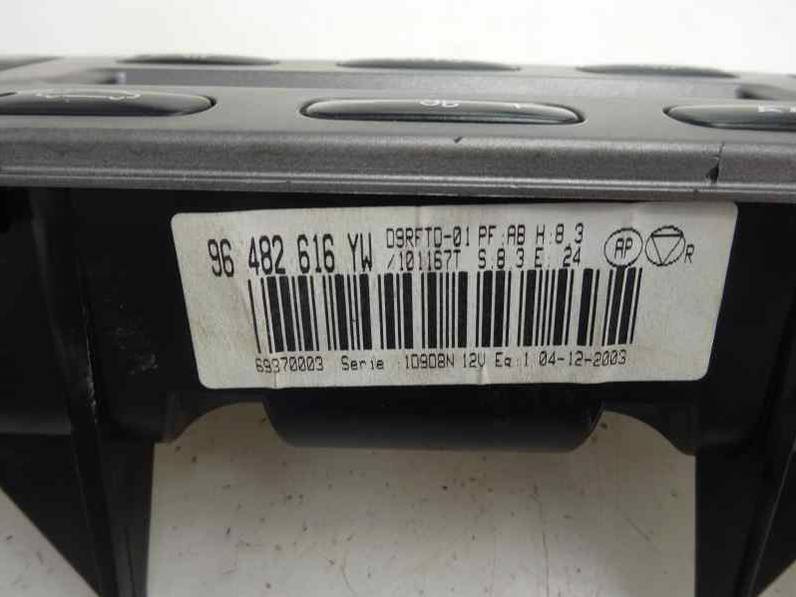 96 482 616 YW D9RFTD-01 PF:AB H:8.3
/101167T S.8.3 E: 24
AP R
69370003 Serie :1D9D8N 12V Eq:1 04-12-2003